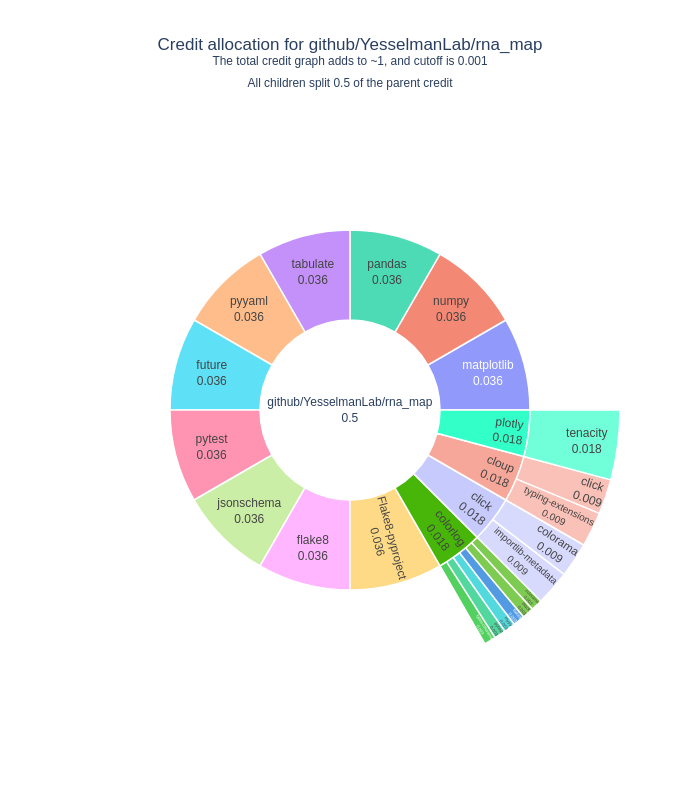 Credit allocation for github/YesselmanLab/rna_map
The total credit graph adds to ~1, and cutoff is 0.001
All children split 0.5 of the parent credit
tabulate
0.036
pandas
0.036
pyyaml
0.036
numpy
0.036
future
0.036
matplotlib
0.036
github/YesselmanLab/rna_map
0.5
pytest
0.036
plotly
0.018
tenacity
0.018
cloup
0.018
click
0.009
typing-extensions
0.009
click
0.018
colorama
0.009
importlib-metadata
0.009
jsonschema
0.036
flake8
0.036
Flake8-pyproject
0.036
colorlog
0.018